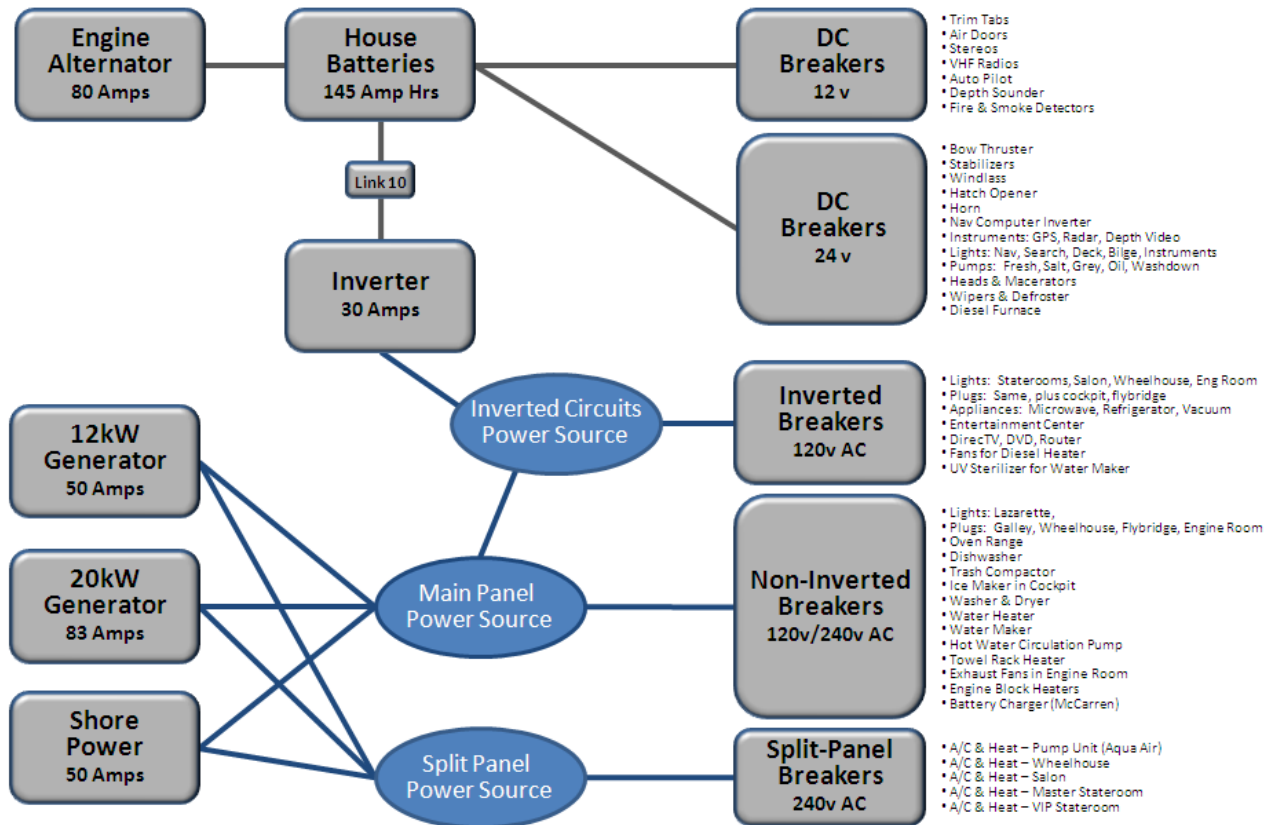 Engine
Alternator
80 Amps
House
Batteries
145 Amp Hrs
DC
Breakers
12 v
• Trim Tabs
• Air Doors
• Stereos
• VHF Radios
• Auto Pilot
• Depth Sounder
• Fire & Smoke Detectors
Link 10
DC
Breakers
24 v
• Bow Thruster
• Stabilizers
• Windlass
• Hatch Opener
• Horn
• Nav Computer Inverter
• Instruments: GPS, Radar, Depth Video
• Lights: Nav, Search, Deck, Bilge, Instruments
• Pumps: Fresh, Salt, Grey, Oil, Washdown
• Heads & Macerators
• Wipers & Defroster
• Diesel Furnace
Inverter
30 Amps
Inverted Circuits
Power Source
Inverted
Breakers
120v AC
• Lights: Staterooms, Salon, Wheelhouse, Eng Room
• Plugs: Same, plus cockpit, flybridge
• Appliances: Microwave, Refrigerator, Vacuum
• Entertainment Center
• DirecTV, DVD, Router
• Fans for Diesel Heater
• UV Sterilizer for Water Maker
12kW
Generator
50 Amps
20kW
Generator
83 Amps
Main Panel
Power Source
Non-Inverted
Breakers
120v/240v AC
• Lights: Lazarette,
• Plugs: Galley, Wheelhouse, Flybridge, Engine Room
• Oven Range
• Dishwasher
• Trash Compactor
• Ice Maker in Cockpit
• Washer & Dryer
• Water Heater
• Water Maker
• Hot Water Circulation Pump
• Towel Rack Heater
• Exhaust Fans in Engine Room
• Engine Block Heaters
• Battery Charger (McCarren)
Shore
Power
50 Amps
Split Panel
Power Source
Split-Panel
Breakers
240v AC
• A/C & Heat – Pump Unit (Aqua Air)
• A/C & Heat – Wheelhouse
• A/C & Heat – Salon
• A/C & Heat – Master Stateroom
• A/C & Heat – VIP Stateroom